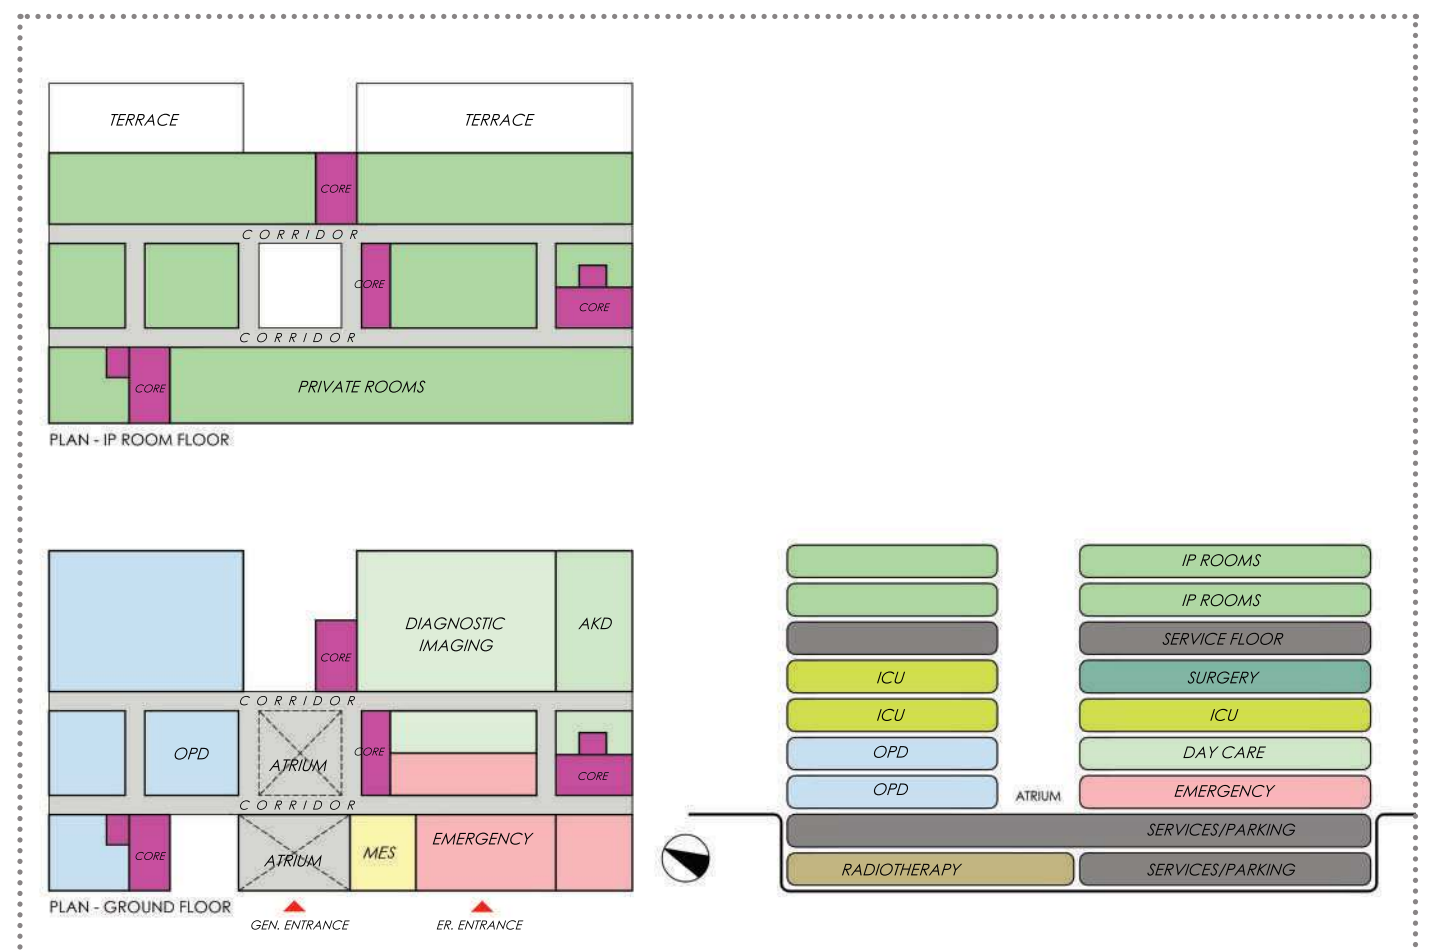 TERRACE
TERRACE
CORE
CORRIDOR
CORE
CORE
CORRIDOR
CORE
PRIVATE ROOMS
PLAN - IP ROOM FLOOR
DIAGNOSTIC
IMAGING
AKD
CORE
CORRIDOR
OPD
ATRIUM
CORE
CORE
CORRIDOR
CORE
ATRIUM
MES
EMERGENCY
PLAN - GROUND FLOOR
GEN. ENTRANCE
ER. ENTRANCE
IP ROOMS
IP ROOMS
SERVICE FLOOR
ICU
SURGERY
ICU
ICU
OPD
DAY CARE
OPD
ATRIUM
EMERGENCY
SERVICES/PARKING
RADIOTHERAPY
SERVICES/PARKING